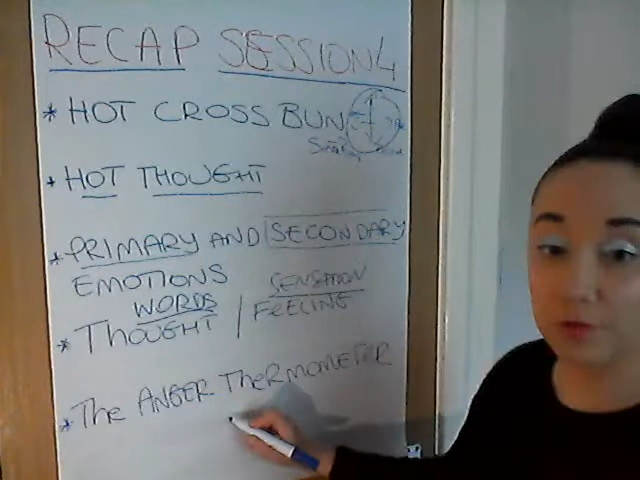 RECAP SESSION 4
* HOT CROSS BUN
* HOT THOUGHT
* PRIMARY AND SECONDARY
EMOTIONS SENSATION
WORDS
* THOUGHT / FEELING
* The ANGER THERMOMETER